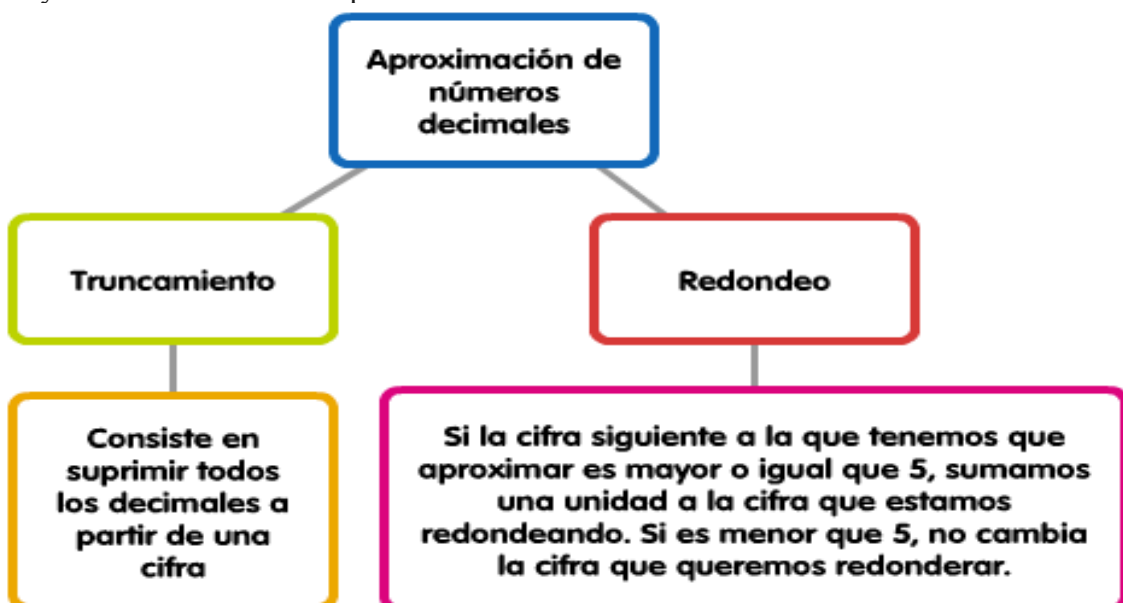 Aproximación de
números
decimales
Truncamiento
Redondeo
Consiste en
suprimir todos
los decimales a
partir de una
cifra
Si la cifra siguiente a la que tenemos que
aproximar es mayor o igual que 5, sumamos
una unidad a la cifra que estamos
redondeando. Si es menor que 5, no cambia
la cifra que queremos redonderar.